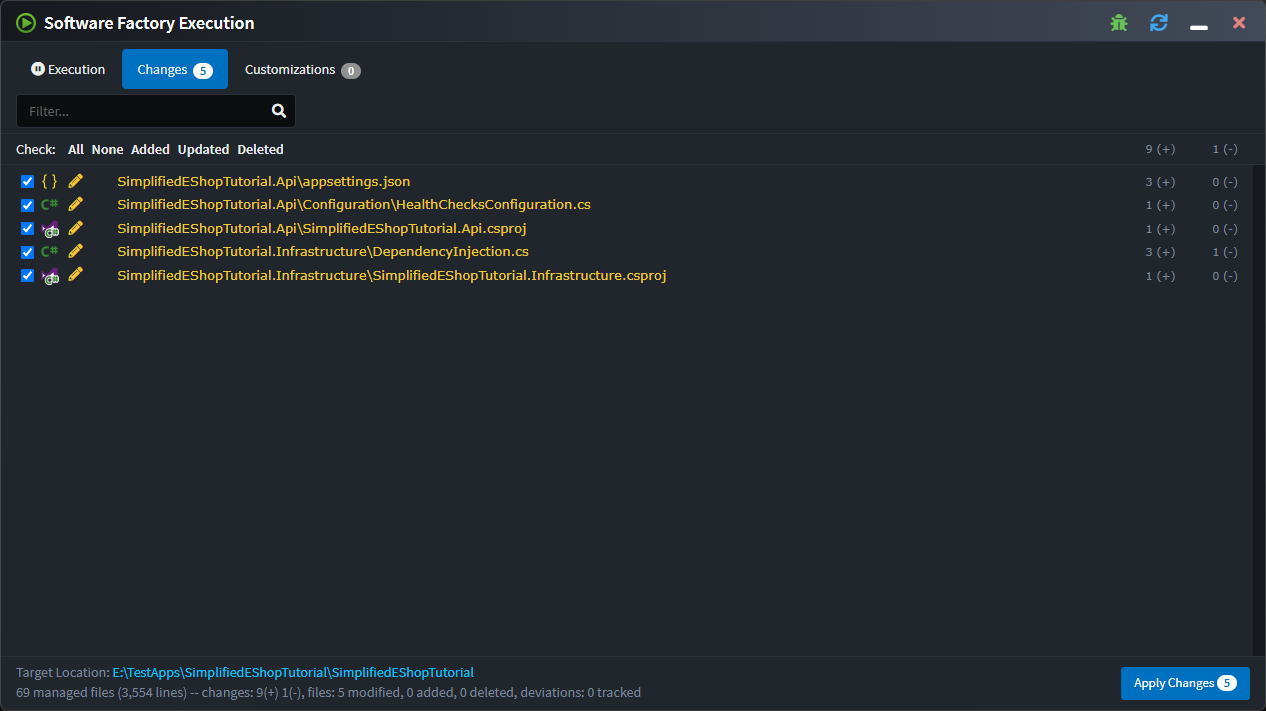 Software Factory Execution
Execution Changes 5 Customizations 0
Filter...
Check: All None Added Updated Deleted 9 (+) 1 (-)
{ } SimplifiedEShopTutorial.Api\appsettings.json 3 (+) 0 (-)
C# SimplifiedEShopTutorial.Api\Configuration\HealthChecksConfiguration.cs 1 (+) 0 (-)
C# SimplifiedEShopTutorial.Api\SimplifiedEShopTutorial.Api.csproj 1 (+) 0 (-)
C# SimplifiedEShopTutorial.Infrastructure\DependencyInjection.cs 3 (+) 1 (-)
C# SimplifiedEShopTutorial.Infrastructure\SimplifiedEShopTutorial.Infrastructure.csproj 1 (+) 0 (-)
Target Location: E:\TestApps\SimplifiedEShopTutorial\SimplifiedEShopTutorial
69 managed files (3,554 lines) -- changes: 9(+) 1(-), files: 5 modified, 0 added, 0 deleted, deviations: 0 tracked
Apply Changes 5